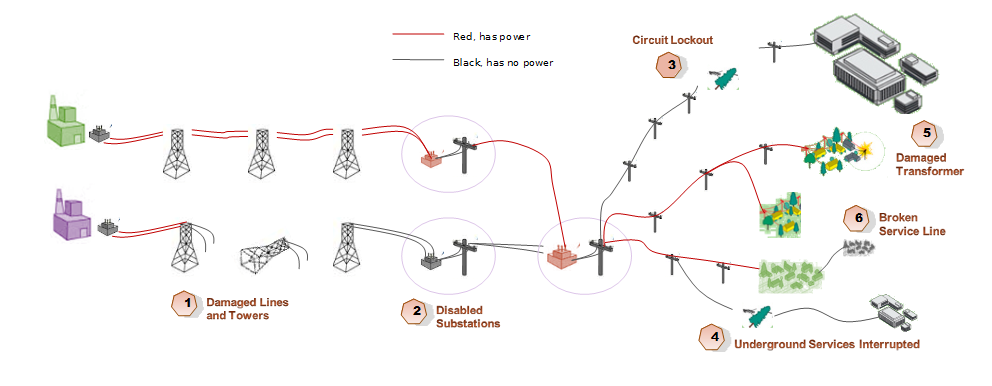 Red, has power
Black, has no power
Circuit Lockout
3
5
Damaged
Transformer
6
Broken
Service Line
1
Damaged Lines
and Towers
2
Disabled
Substations
4
Underground Services Interrupted